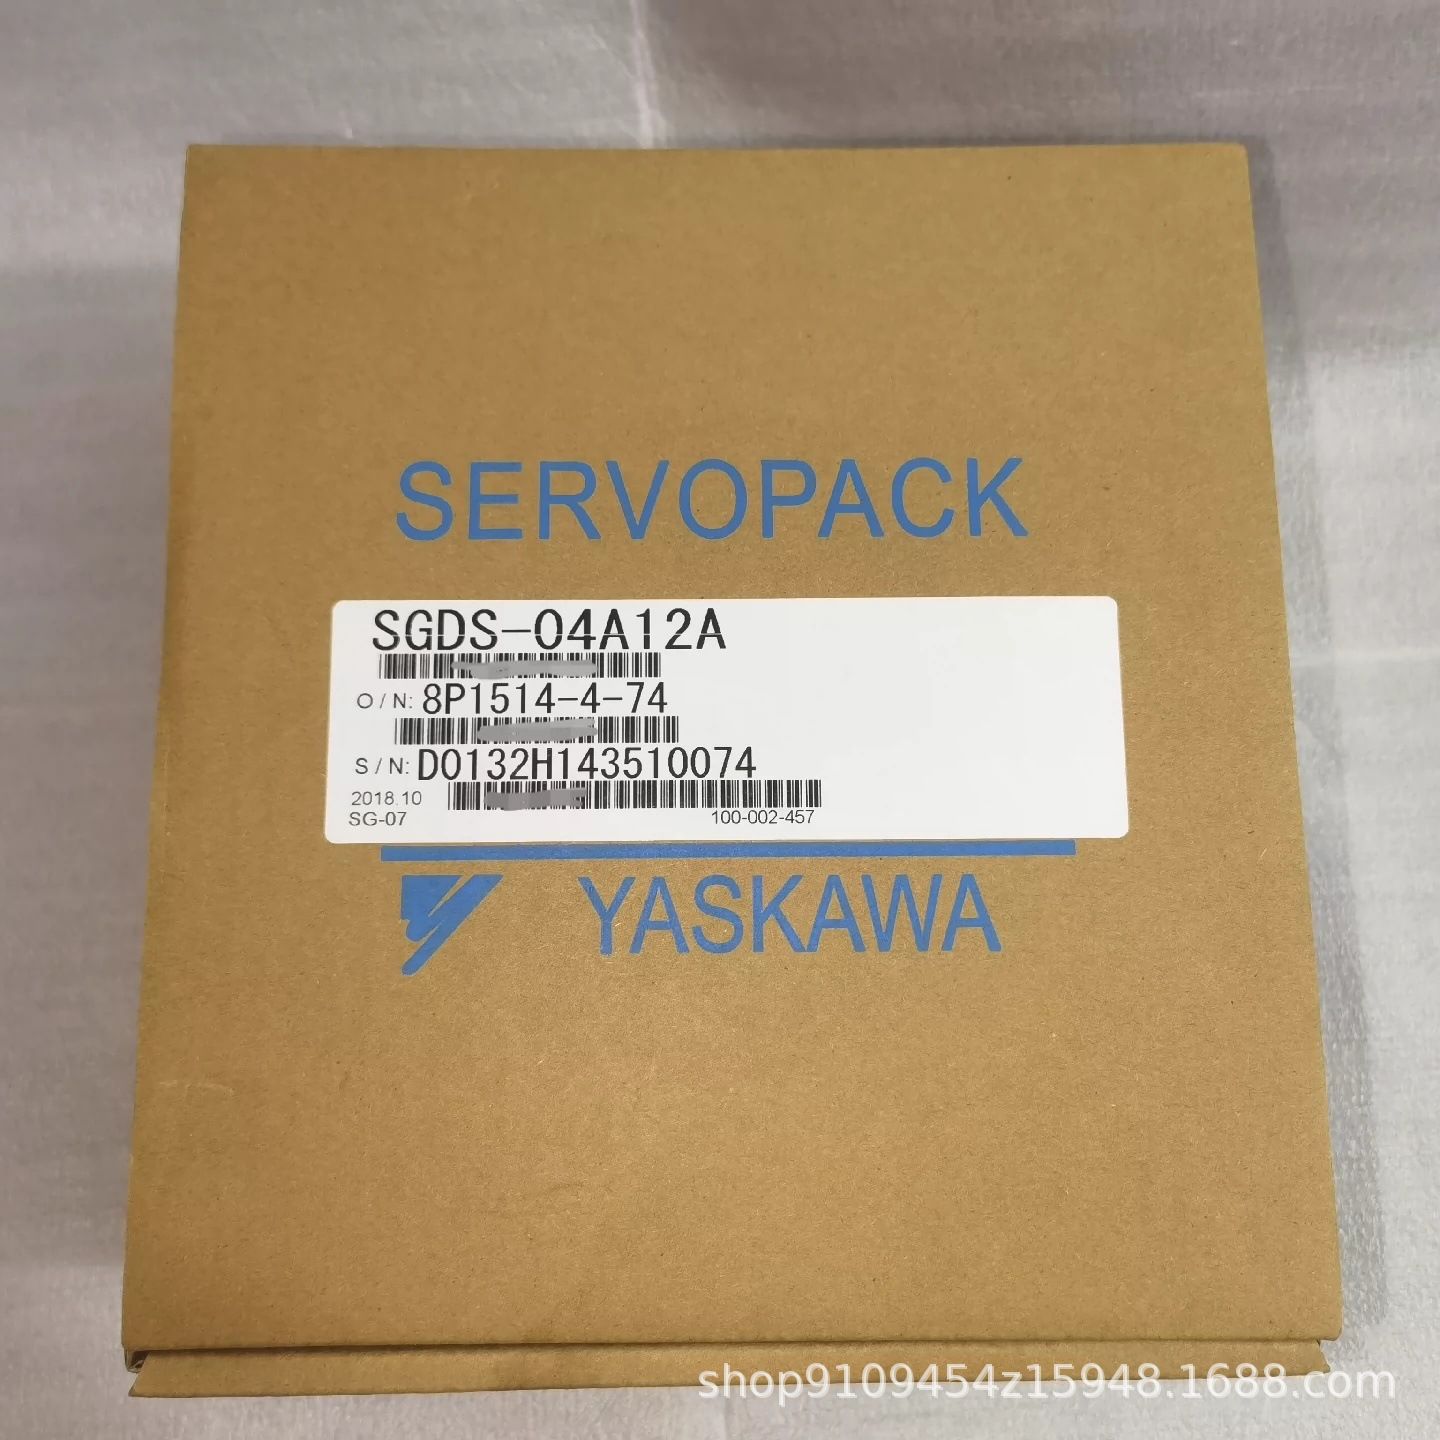 SERVOPACK
SGDS-04A12A
O/N: 8P1514-4-74
S/N: D0132H143510074
2018.10
SG-07 100-002-457
YASKAWA
shop9109454z15948.1688.com